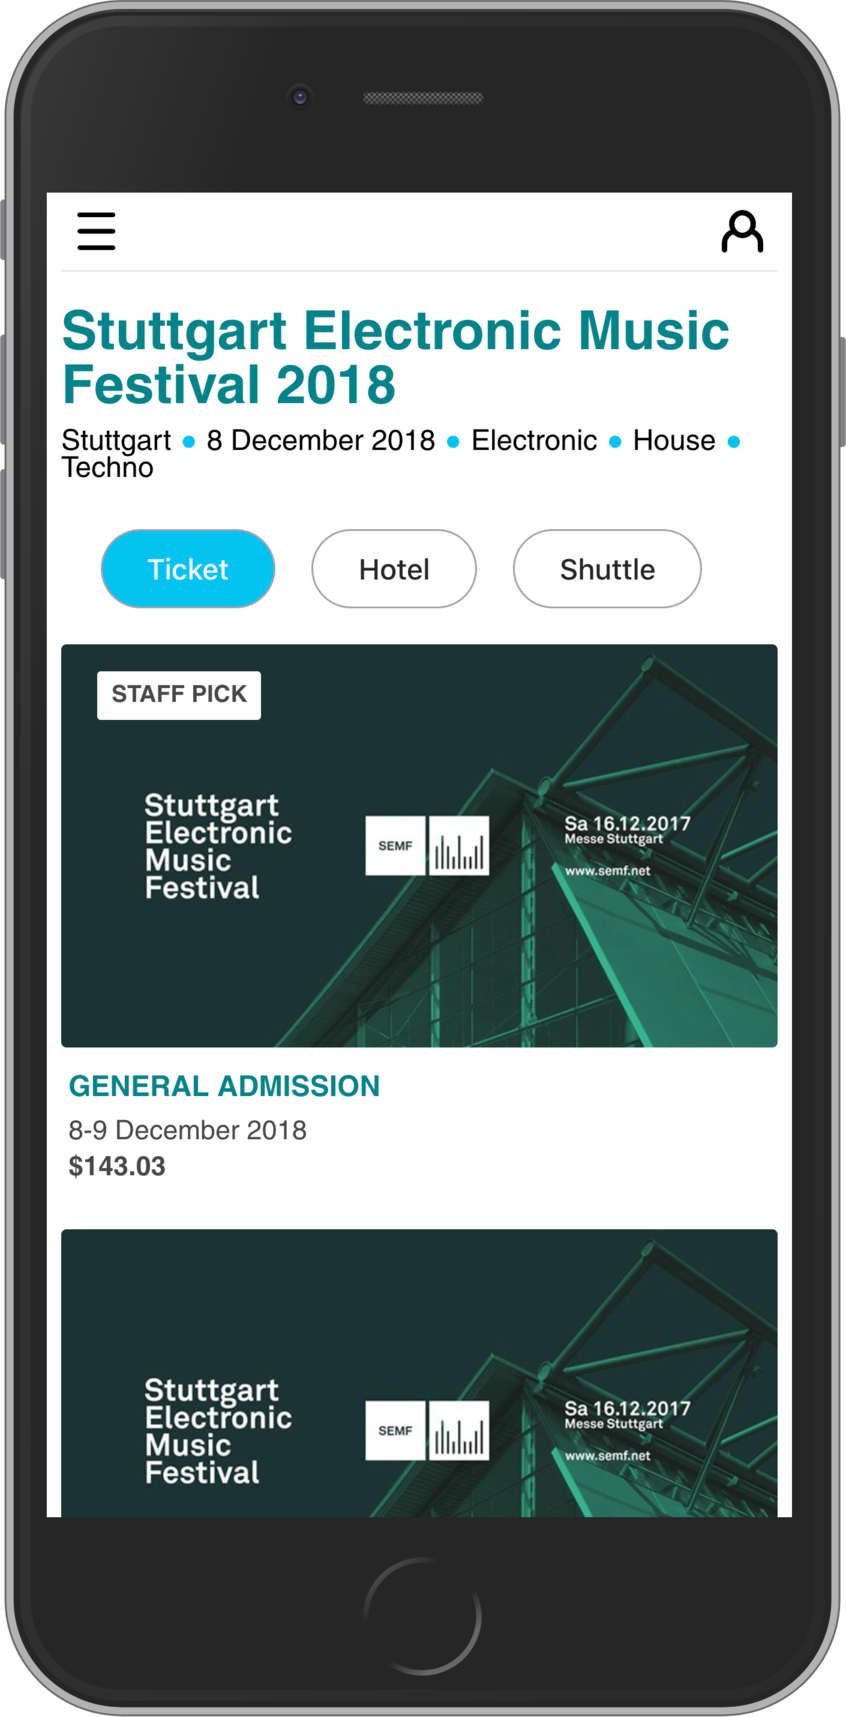 Stuttgart Electronic Music
Festival 2018
Stuttgart • 8 December 2018 • Electronic • House •
Techno
Ticket Hotel Shuttle
STAFF PICK
Stuttgart
Electronic
Music
Festival
SEMF
Sa 16.12.2017
Messe Stuttgart
www.semf.net
GENERAL ADMISSION
8-9 December 2018
$143.03
Stuttgart
Electronic
Music
Festival
SEMF
Sa 16.12.2017
Messe Stuttgart
www.semf.net